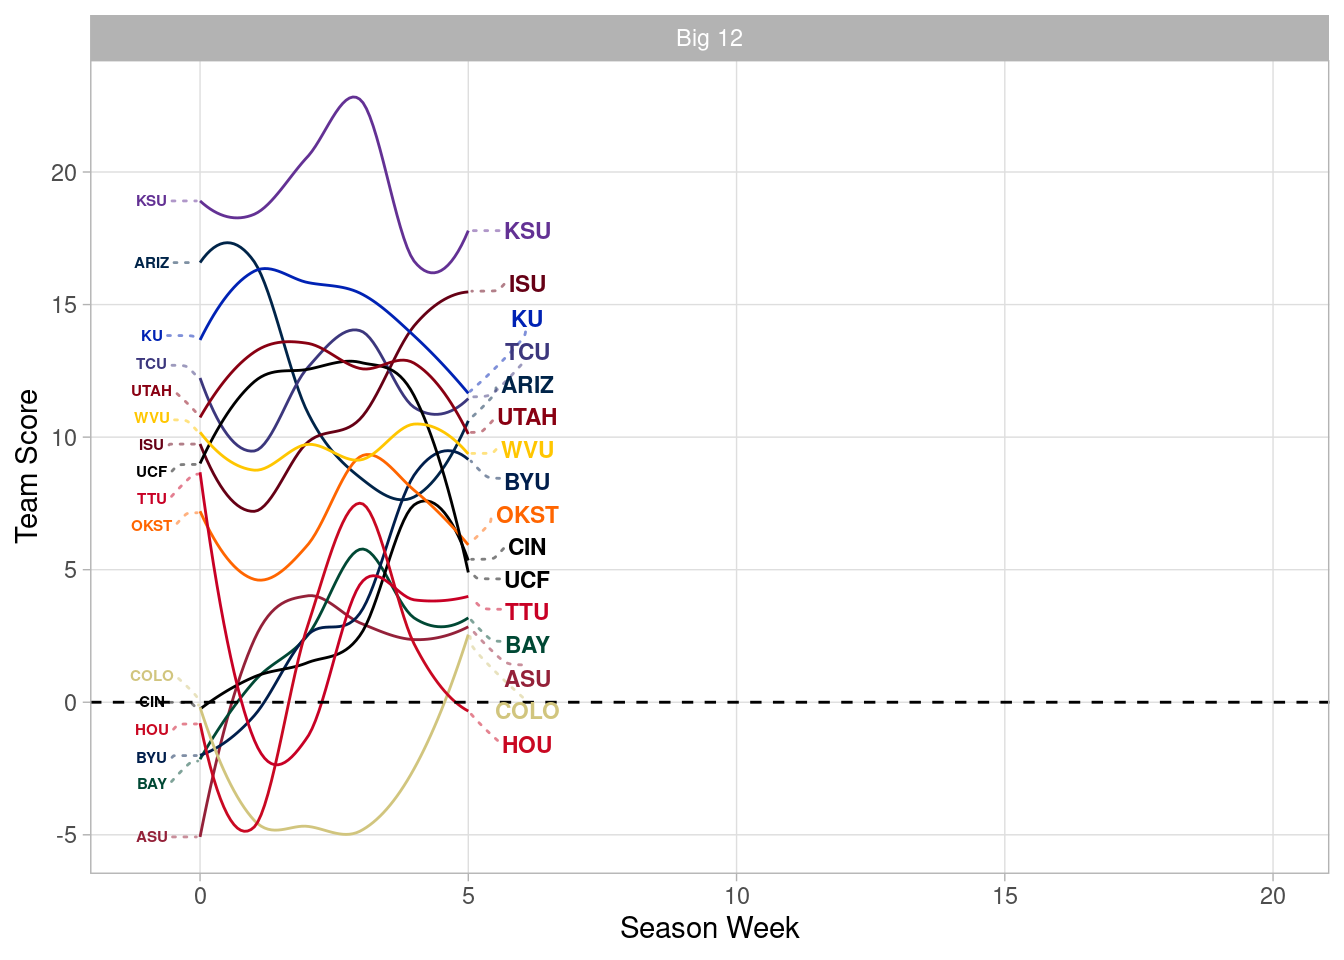 Big 12
Team Score
20
15
10
5
0
-5
KSU
ARIZ
KU
TCU
UTAH
WVU
ISU
UCF
TTU
OKST
COLO
CIN
HOU
BYU
BAY
ASU
KSU
ISU
KU
TCU
ARIZ
UTAH
WVU
BYU
OKST
CIN
UCF
TTU
BAY
ASU
COLO
HOU
0 5 10 15 20
Season Week